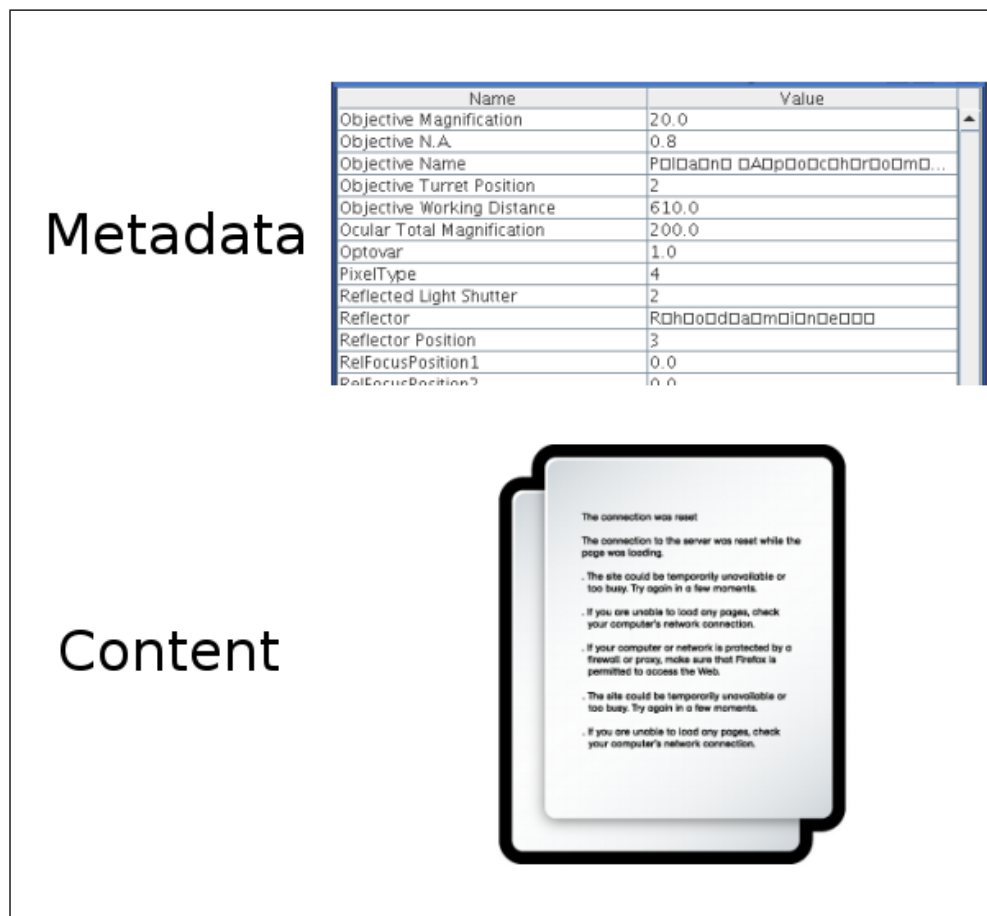 Metadata
Name Value
Objective Magnification 20.0
Objective N.A. 0.8
Objective Name P□l□a□n□ □A□p□o□c□h□r□o□m□...
Objective Turret Position 2
Objective Working Distance 610.0
Ocular Total Magnification 200.0
Optovar 1.0
PixelType 4
Reflected Light Shutter 2
Reflector R□h□o□d□a□m□i□n□e□□□
Reflector Position 3
RelFocusPosition1 0.0
RelFocusPosition2 0.0
Content
The connection was reset
The connection to the server was reset while the
page was loading.
. The site could be temporarily unavailable or
too busy. Try again in a few moments.
. If you are unable to load any pages, check
your computer's network connection.
. If your computer or network is protected by a
firewall or proxy, make sure that Firefox is
permitted to access the Web.
. The site could be temporarily unavailable or
too busy. Try again in a few moments.
. If you are unable to load any pages, check
your computer's network connection.